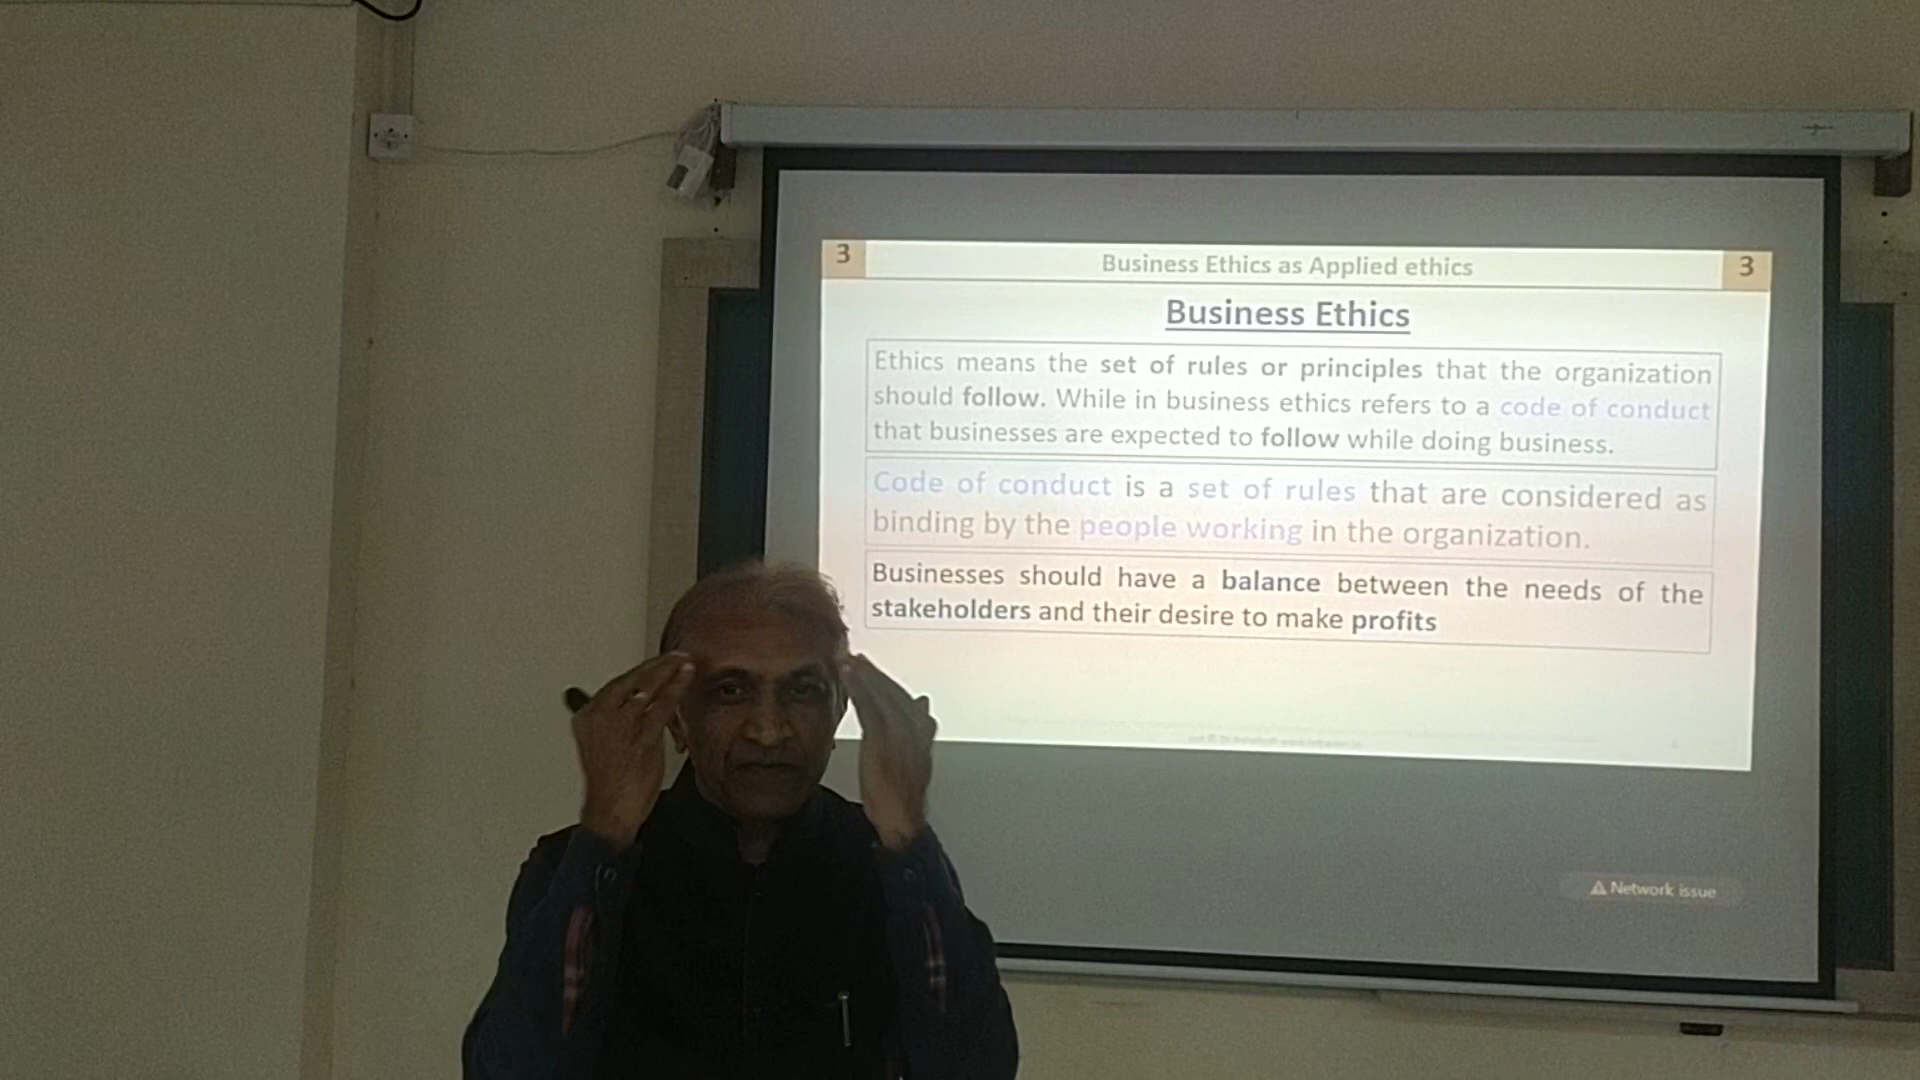 3 Business Ethics as Applied ethics 3
Business Ethics
Ethics means the set of rules or principles that the organization
should follow. While in business ethics refers to a code of conduct
that businesses are expected to follow while doing business.
Code of conduct is a set of rules that are considered as
binding by the people working in the organization.
Businesses should have a balance between the needs of the
stakeholders and their desire to make profits
Network issue